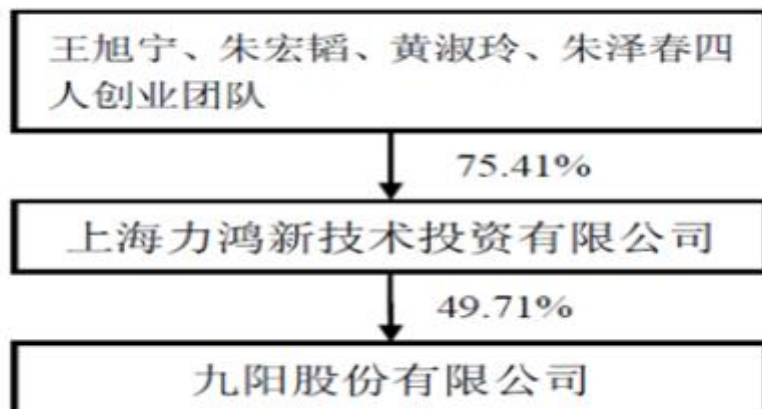 王旭宁、朱宏韬、黄淑玲、朱泽春四
人创业团队
75.41%
上海力鸿新技术投资有限公司
49.71%
九阳股份有限公司